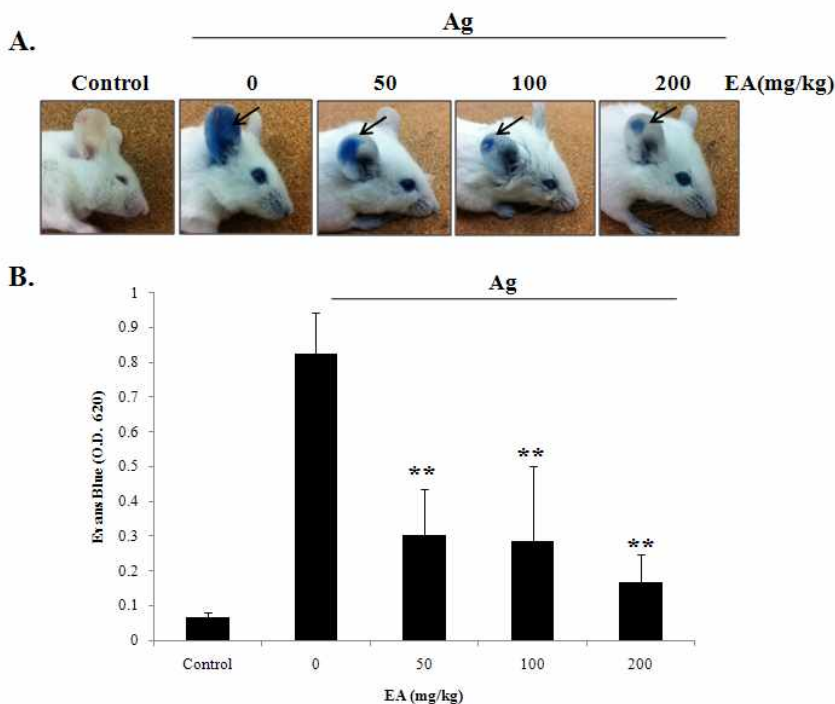 Ag
A.
Control 0 50 100 200 EA(mg/kg)
B.
Ag
1
0.9
0.8
0.7
0.6
0.5
0.4
0.3
0.2
0.1
0
Evans Blue (O.D. 620)
**
**
**
Control 0 50 100 200
EA (mg/kg)